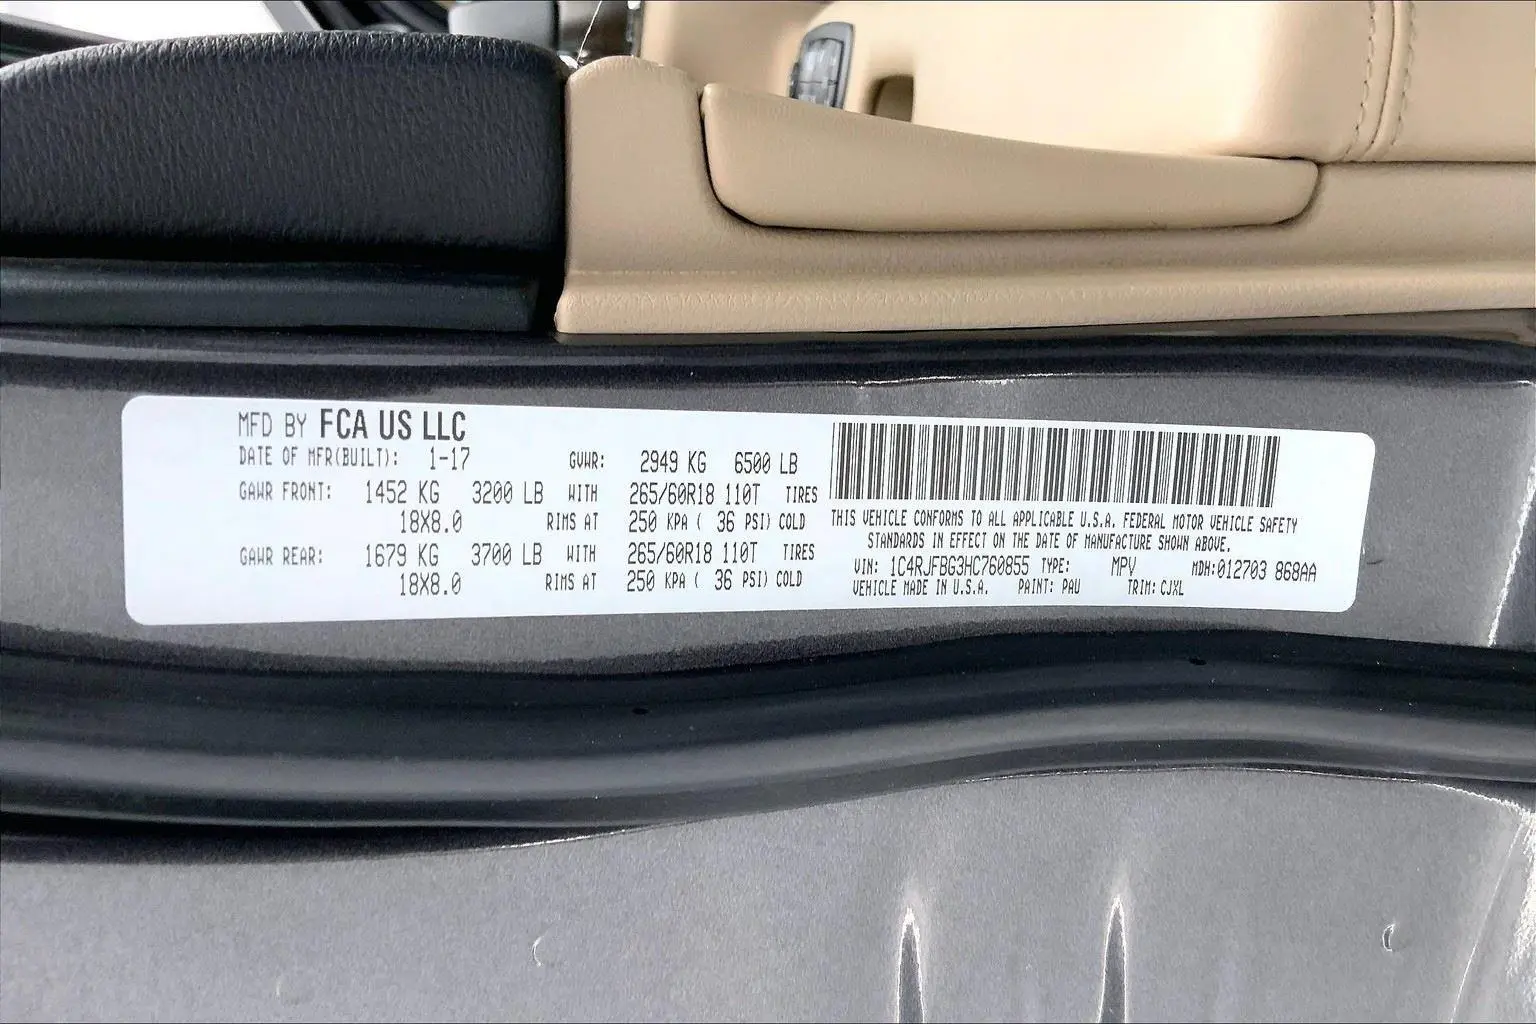 MFD BY FCA US LLC
DATE OF MFR(BUILT): 1-17 GVWR: 2949 KG 6500 LB
GAWR FRONT: 1452 KG 3200 LB WITH 265/60R18 110T TIRES
18X8.0 RIMS AT 250 KPA ( 36 PSI) COLD
GAWR REAR: 1679 KG 3700 LB WITH 265/60R18 110T TIRES
18X8.0 RIMS AT 250 KPA ( 36 PSI) COLD
THIS VEHICLE CONFORMS TO ALL APPLICABLE U.S.A. FEDERAL MOTOR VEHICLE SAFETY
STANDARDS IN EFFECT ON THE DATE OF MANUFACTURE SHOWN ABOVE.
VIN: 1C4RJFBG3HC760855 TYPE: MPV MDH:012703 868AA
VEHICLE MADE IN U.S.A. PAINT: PAU TRIM: CJXL